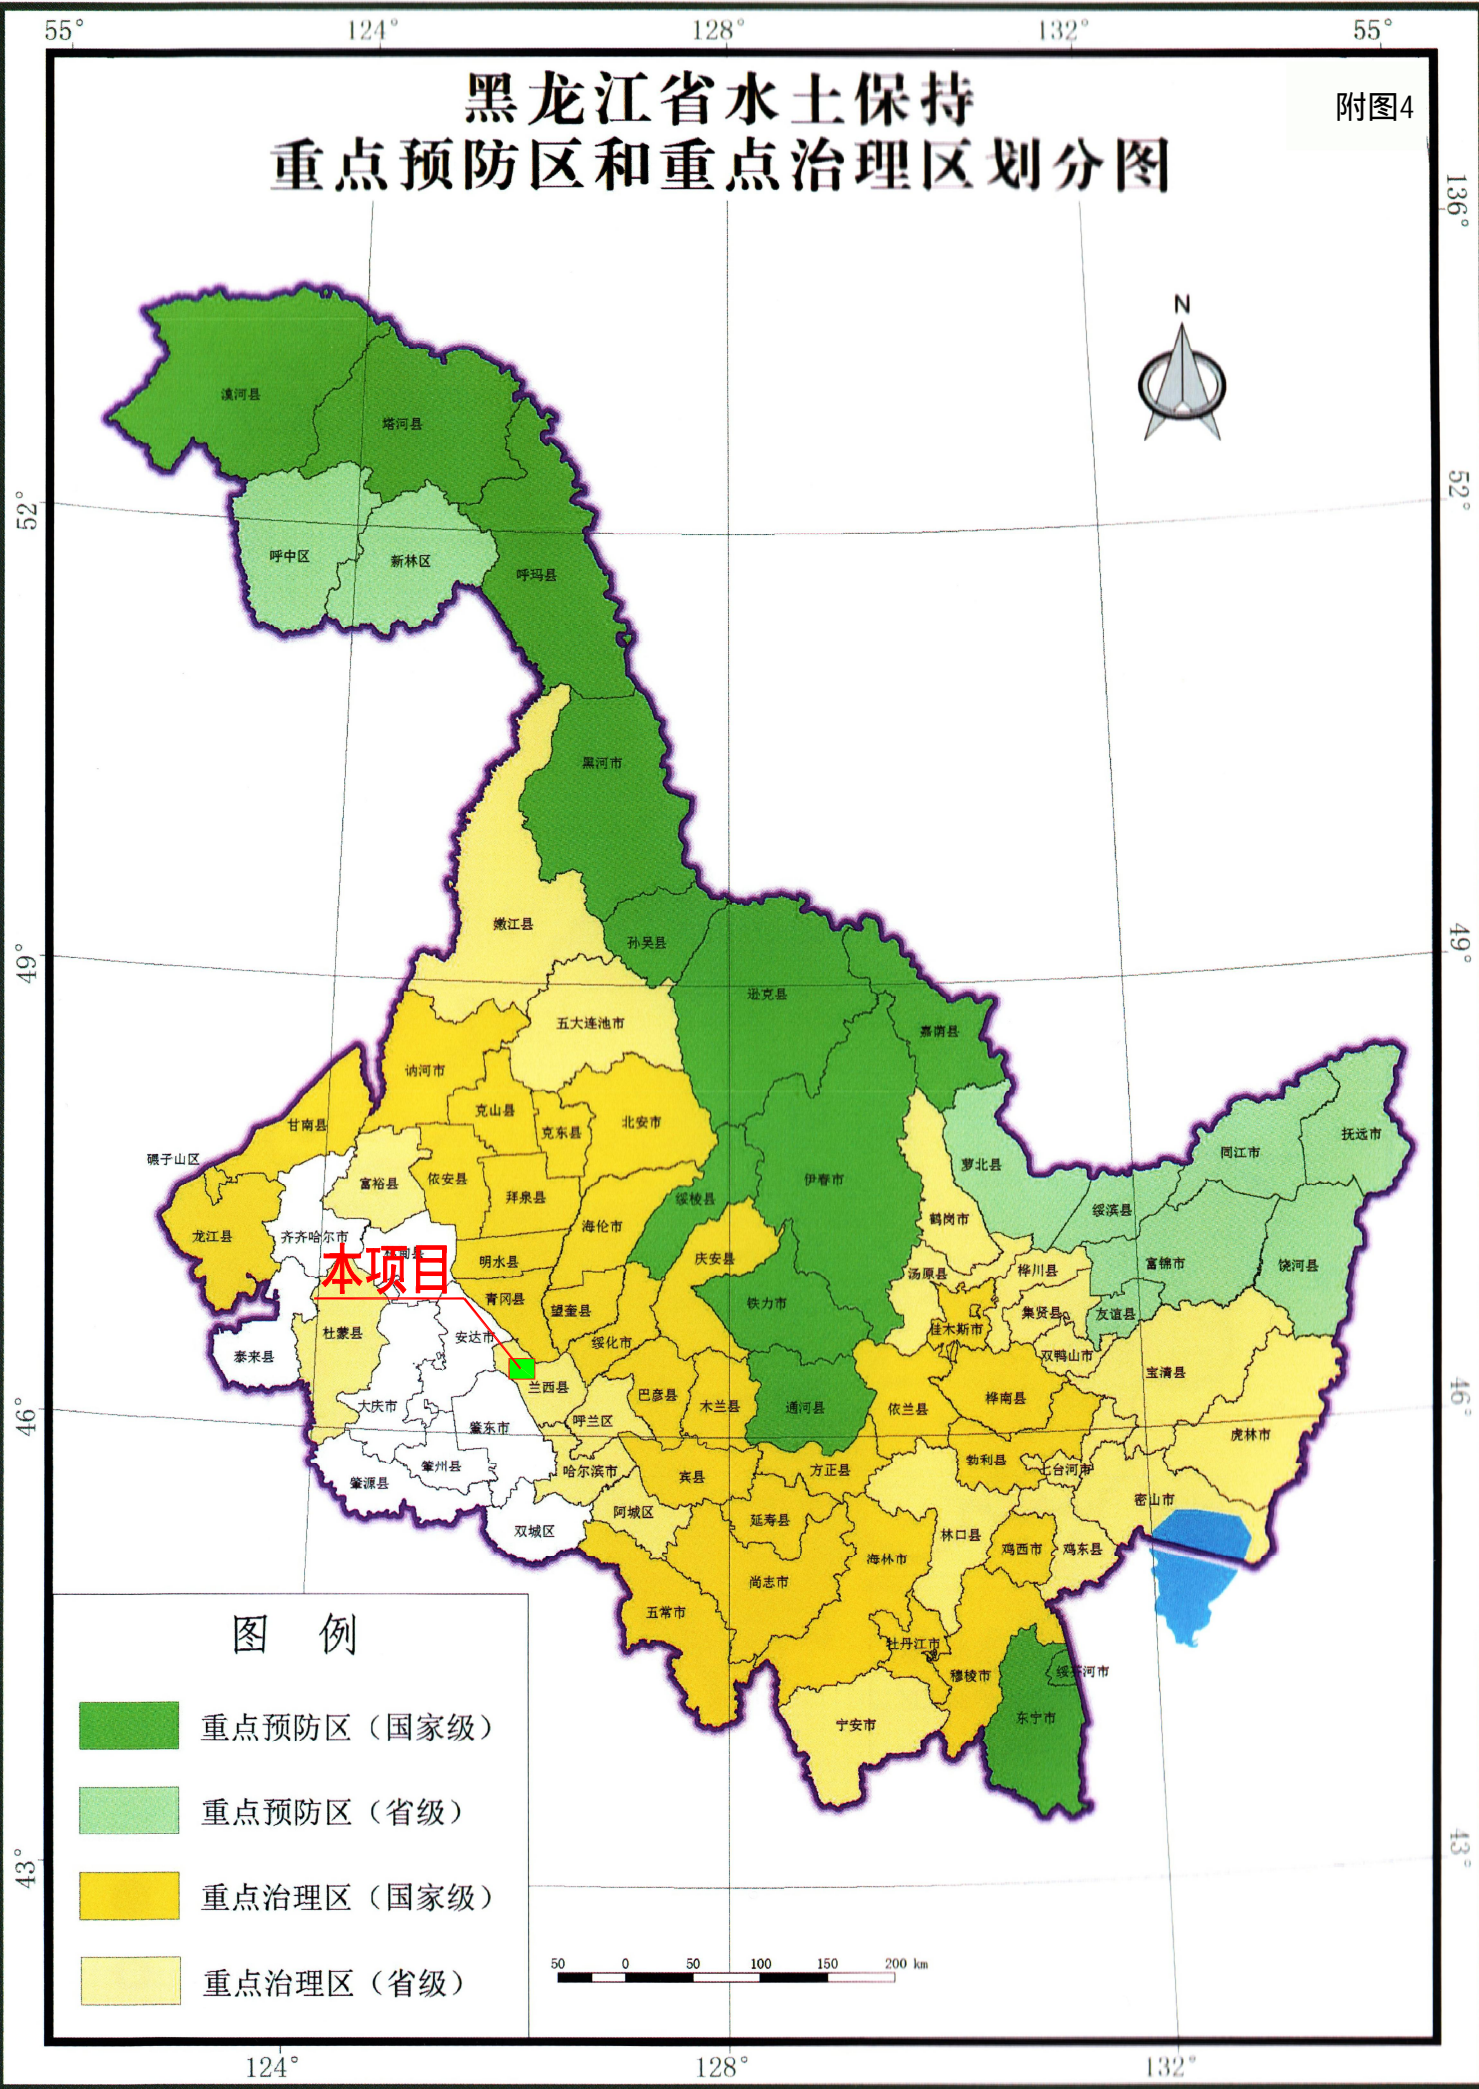 55°
124°
128°
132°
55°
黑龙江省水土保持
重点预防区和重点治理区划分图
附图4
136°
N
漠河县
塔河县
52°
52°
呼中区
新林区
呼玛县
黑河市
嫩江县
孙吴县
49°
49°
逊克县
五大连池市
嘉荫县
讷河市
克山县
甘南县
克东县
北安市
抚远市
同江市
碾子山区
萝北县
富裕县
依安县
伊春市
拜泉县
绥棱县
绥滨县
鹤岗市
海伦市
龙江县
齐齐哈尔市
林甸县
明水县
庆安县
富锦市
饶河县
本项目
汤原县
桦川县
青冈县
望奎县
铁力市
集贤县
友谊县
杜蒙县
安达市
绥化市
佳木斯市
泰来县
双鸭山市
宝清县
兰西县
巴彦县
木兰县
通河县
依兰县
桦南县
46°
46°
大庆市
肇东市
呼兰区
虎林市
肇州县
哈尔滨市
宾县
方正县
勃利县
七台河市
肇源县
密山市
阿城区
延寿县
双城区
林口县
海林市
鸡西市
鸡东县
尚志市
五常市
图 例
牡丹江市
穆棱市
绥芬河市
东宁市
宁安市
重点预防区（国家级）
重点预防区（省级）
43°
43°
重点治理区（国家级）
重点治理区（省级）
50 0 50 100 150 200 km
124°
128°
132°